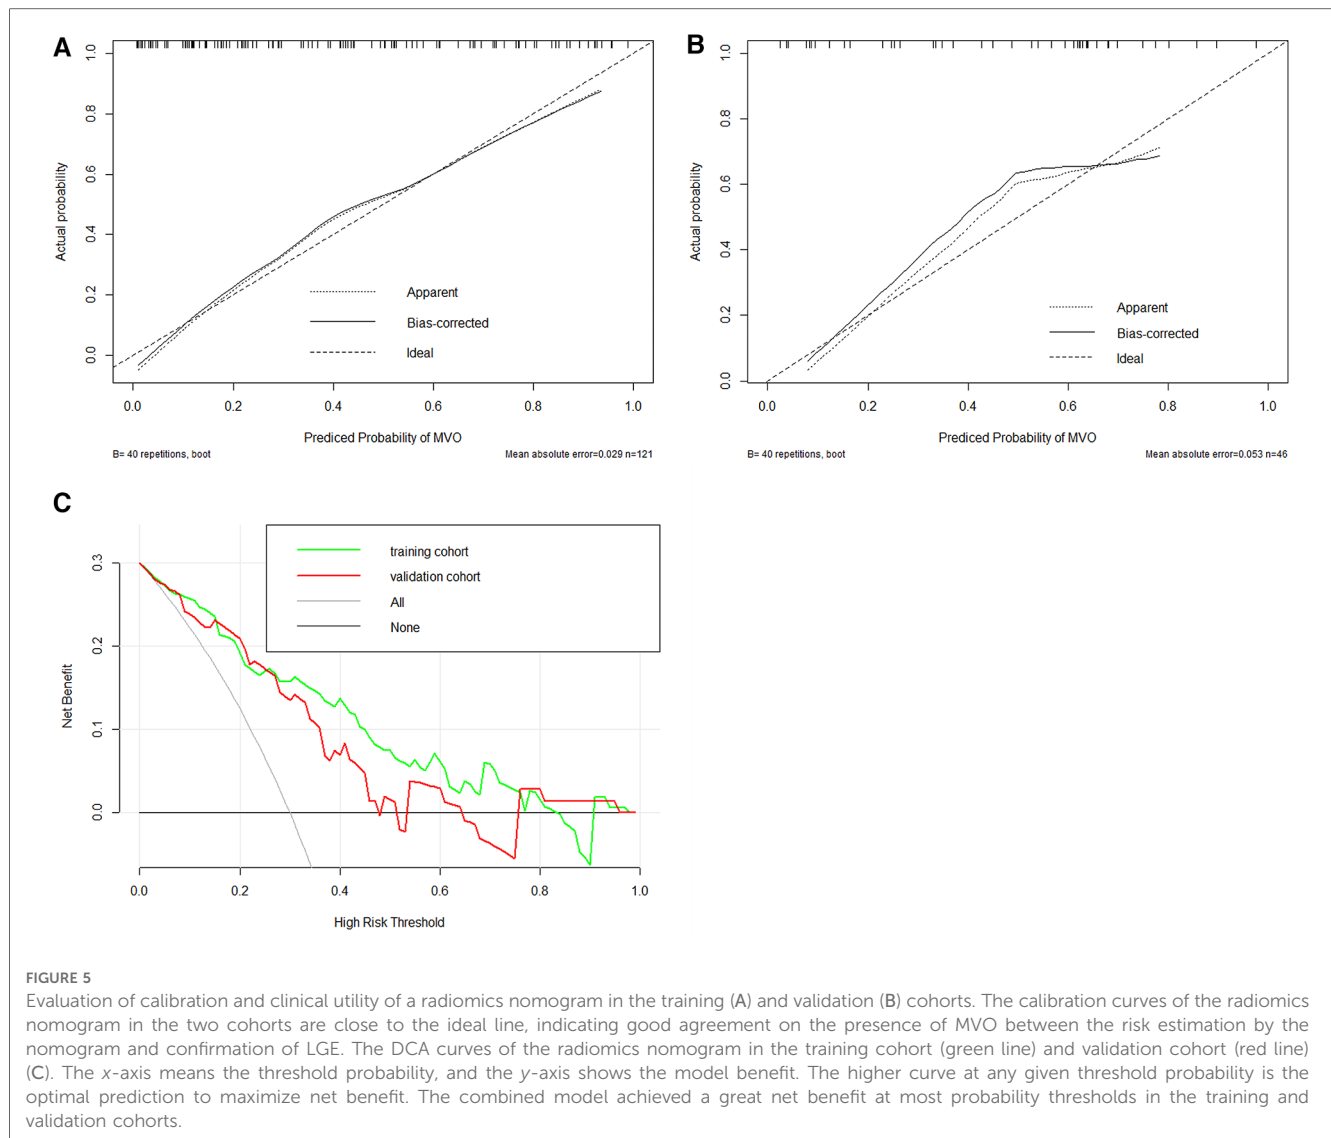 A
1.0
0.8
0.6
0.4
0.2
0.0
Actual probability
Apparent
Bias-corrected
Ideal
0.0 0.2 0.4 0.6 0.8 1.0
Prediced Probability of MVO
B= 40 repetitions, boot
Mean absolute error=0.029 n=121
B
1.0
0.8
0.6
0.4
0.2
0.0
Actual probability
Apparent
Bias-corrected
Ideal
0.0 0.2 0.4 0.6 0.8 1.0
Prediced Probability of MVO
B= 40 repetitions, boot
Mean absolute error=0.053 n=46
C
0.3
0.2
0.1
0.0
Net Benefit
training cohort
validation cohort
All
None
0.0 0.2 0.4 0.6 0.8 1.0
High Risk Threshold
FIGURE 5
Evaluation of calibration and clinical utility of a radiomics nomogram in the training (A) and validation (B) cohorts. The calibration curves of the radiomics
nomogram in the two cohorts are close to the ideal line, indicating good agreement on the presence of MVO between the risk estimation by the
nomogram and confirmation of LGE. The DCA curves of the radiomics nomogram in the training cohort (green line) and validation cohort (red line)
(C). The x-axis means the threshold probability, and the y-axis shows the model benefit. The higher curve at any given threshold probability is the
optimal prediction to maximize net benefit. The combined model achieved a great net benefit at most probability thresholds in the training and
validation cohorts.